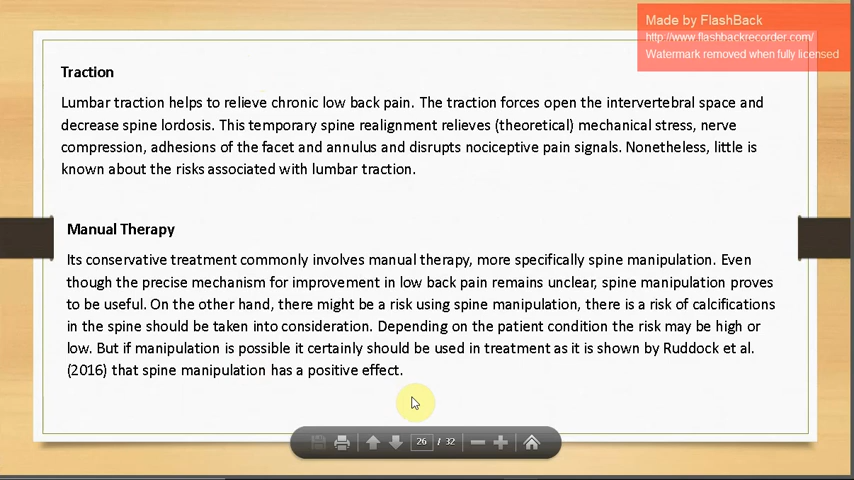 Made by FlashBack
http://www.flashbackrecorder.com/
Watermark removed when fully licensed
Traction
Lumbar traction helps to relieve chronic low back pain. The traction forces open the intervertebral space and
decrease spine lordosis. This temporary spine realignment relieves (theoretical) mechanical stress, nerve
compression, adhesions of the facet and annulus and disrupts nociceptive pain signals. Nonetheless, little is
known about the risks associated with lumbar traction.
Manual Therapy
Its conservative treatment commonly involves manual therapy, more specifically spine manipulation. Even
though the precise mechanism for improvement in low back pain remains unclear, spine manipulation proves
to be useful. On the other hand, there might be a risk using spine manipulation, there is a risk of calcifications
in the spine should be taken into consideration. Depending on the patient condition the risk may be high or
low. But if manipulation is possible it certainly should be used in treatment as it is shown by Ruddock et al.
(2016) that spine manipulation has a positive effect.
26 / 32